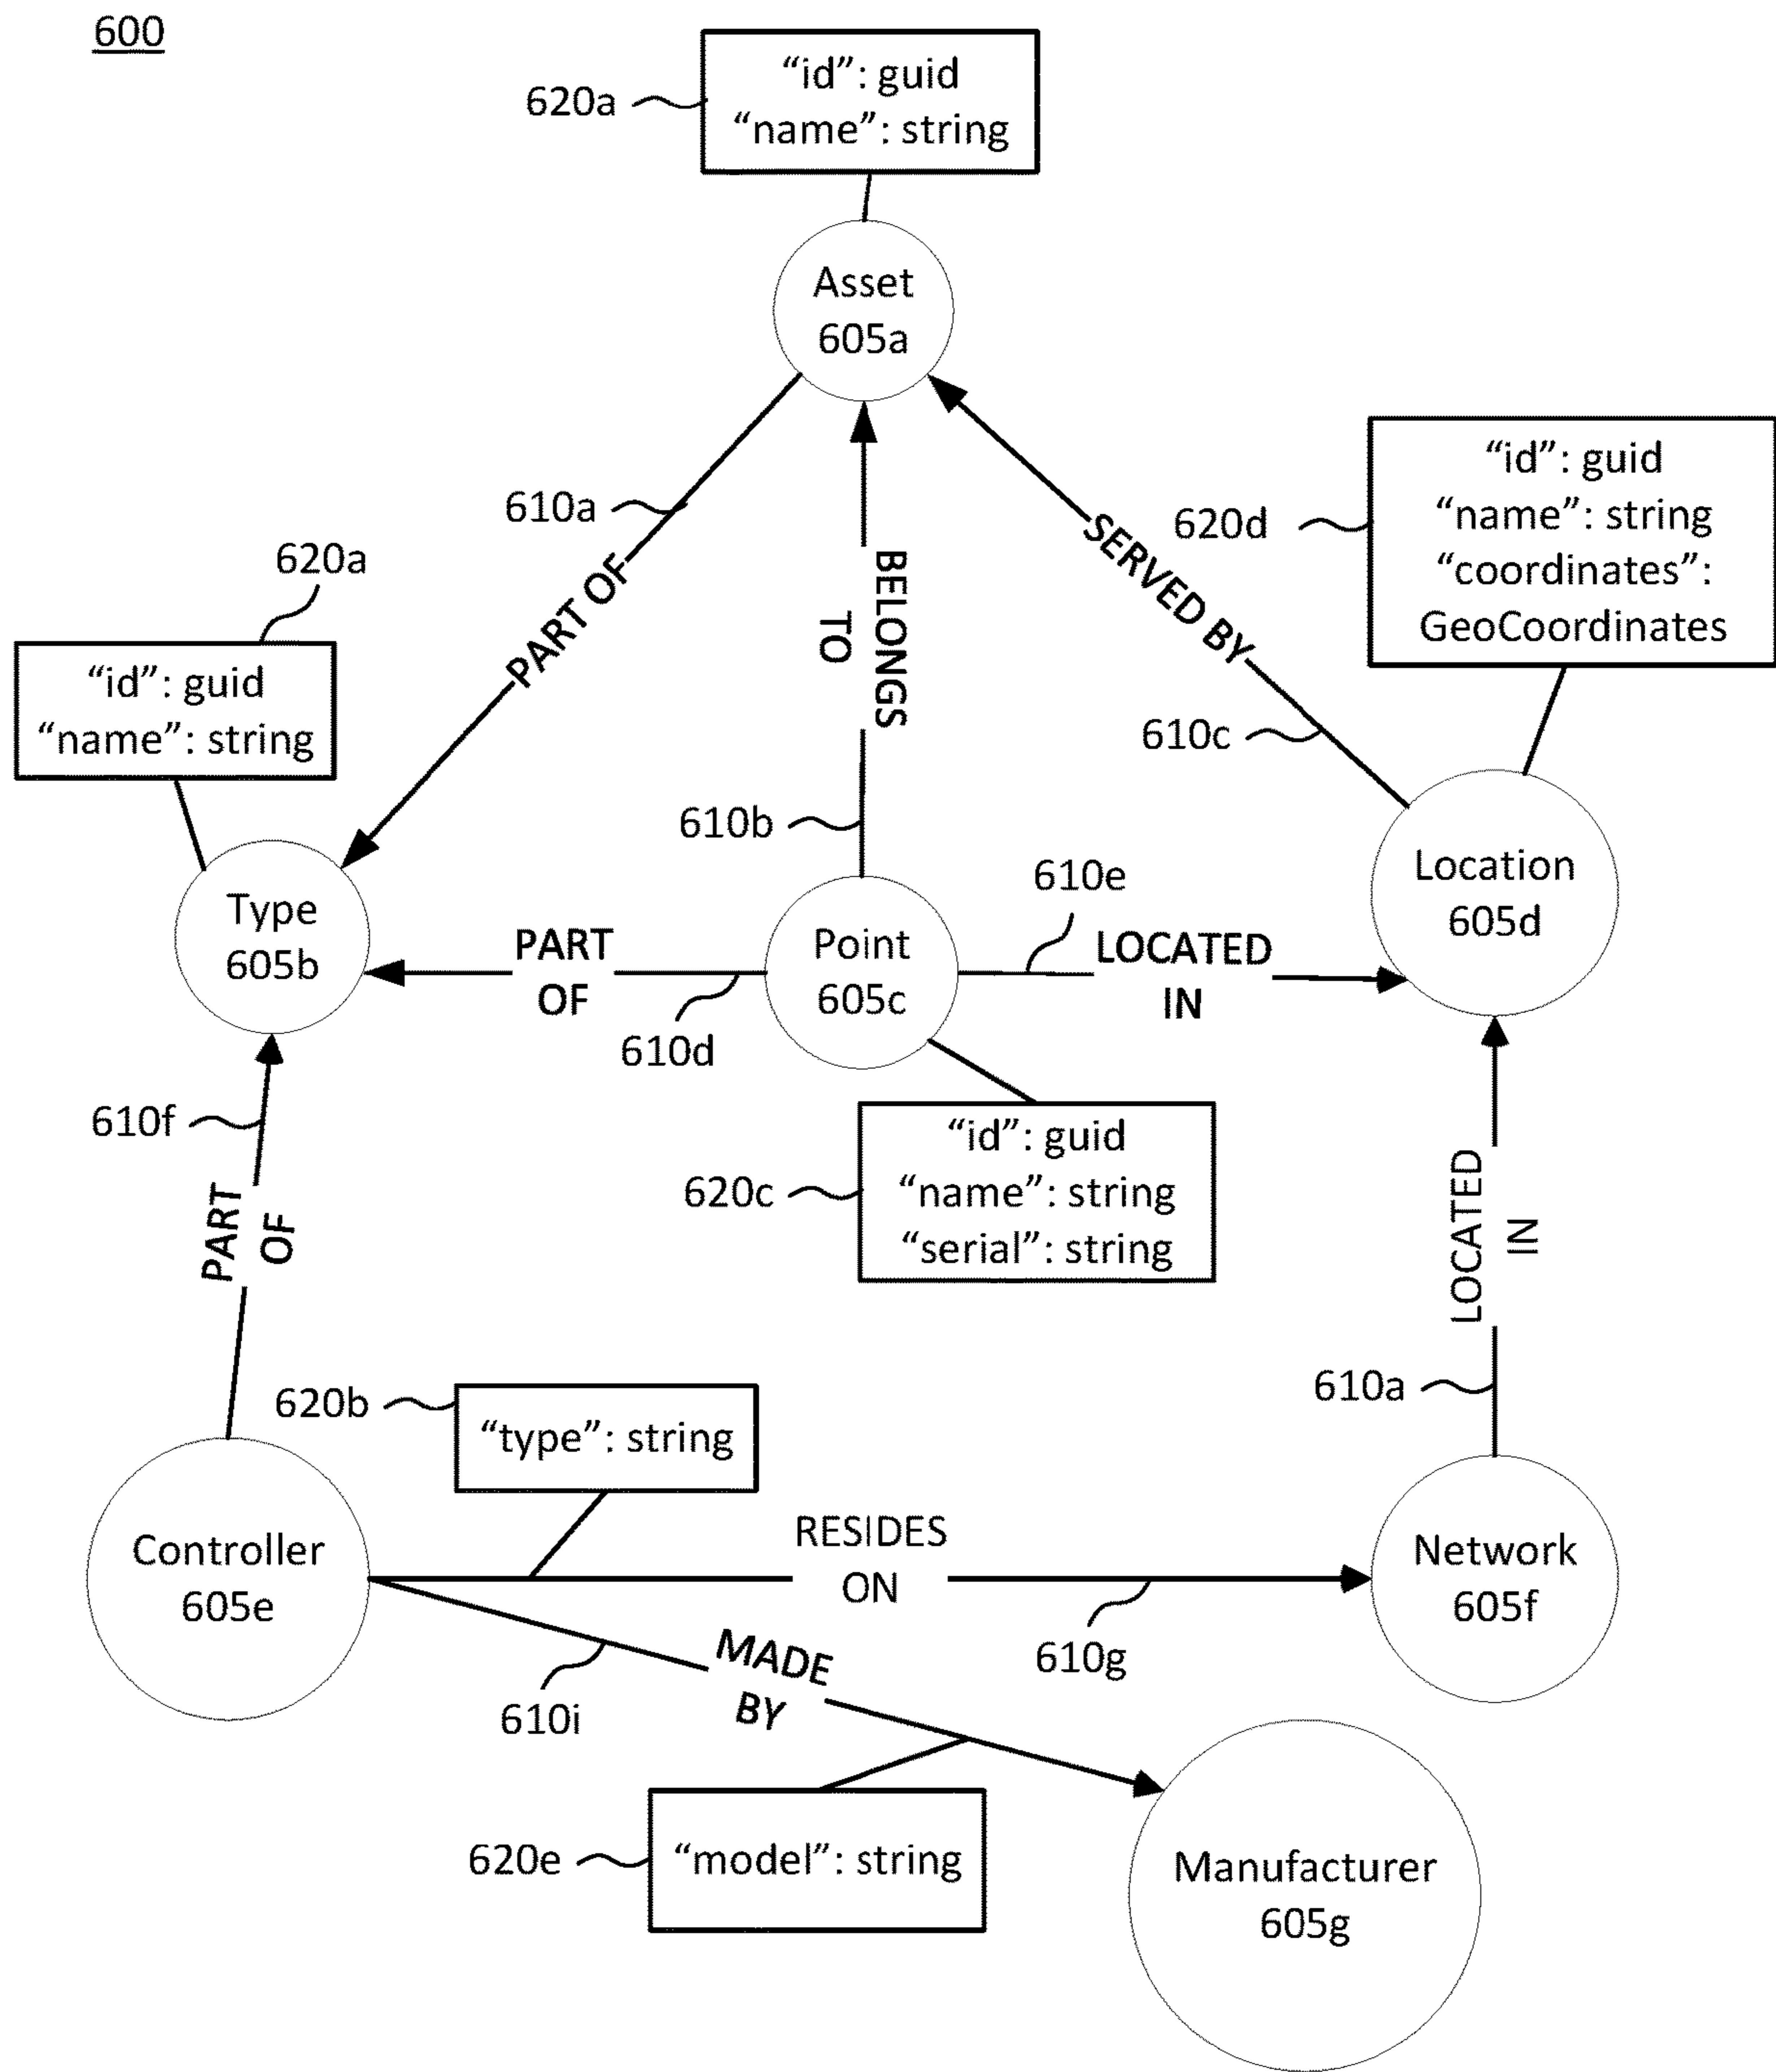 600
620a
“id”: guid
“name”: string
Asset
605a
610a
PART OF
BELONGS
TO
SERVED BY
620d
“id”: guid
“name”: string
“coordinates”:
GeoCoordinates
620a
“id”: guid
“name”: string
610b
610c
Type
605b
PART
OF
610d
Point
605c
610e
LOCATED
IN
Location
605d
610f
PART
OF
620c
“id”: guid
“name”: string
“serial”: string
LOCATED
IN
610a
620b
“type”: string
Controller
605e
RESIDES
ON
610g
Network
605f
610i
MADE
BY
620e
“model”: string
Manufacturer
605g